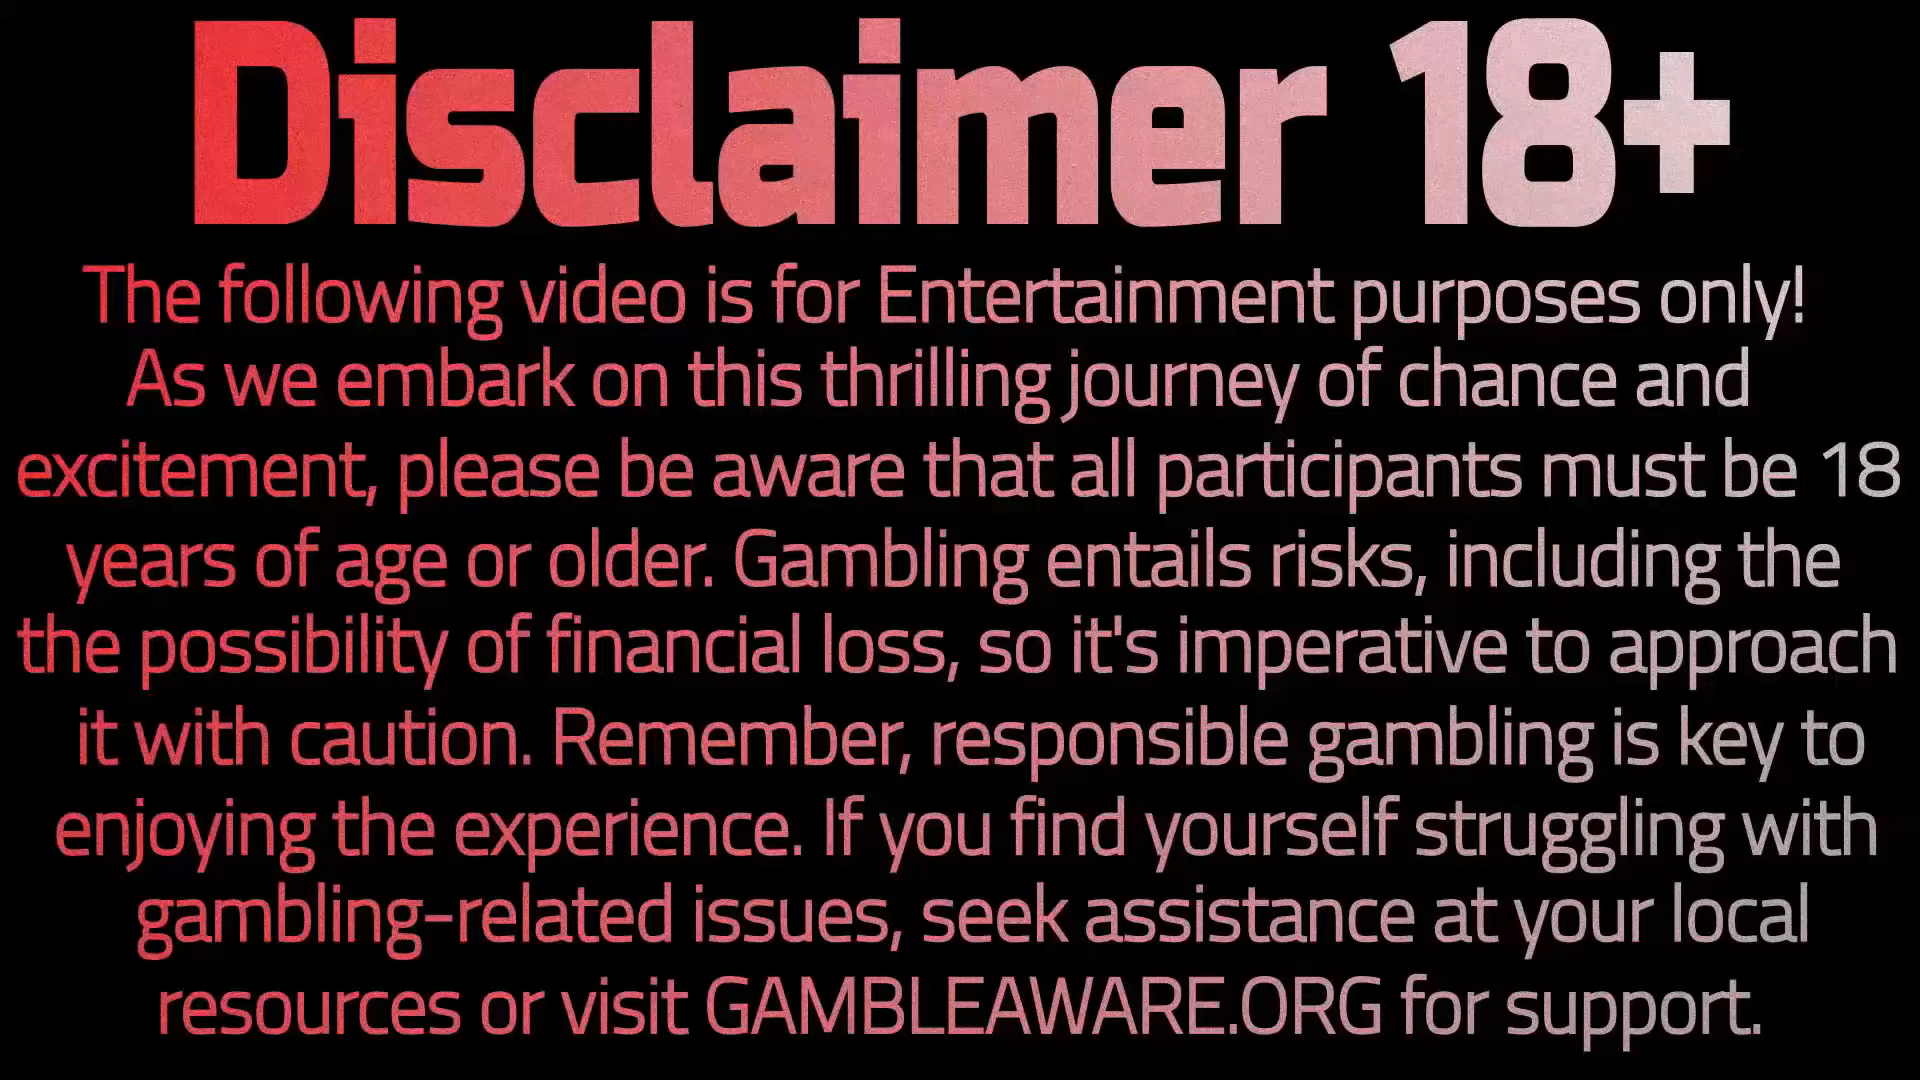 Disclaimer 18+
The following video is for Entertainment purposes only!
As we embark on this thrilling journey of chance and
excitement, please be aware that all participants must be 18
years of age or older. Gambling entails risks, including the
the possibility of financial loss, so it's imperative to approach
it with caution. Remember, responsible gambling is key to
enjoying the experience. If you find yourself struggling with
gambling-related issues, seek assistance at your local
resources or visit GAMBLEAWARE.ORG for support.